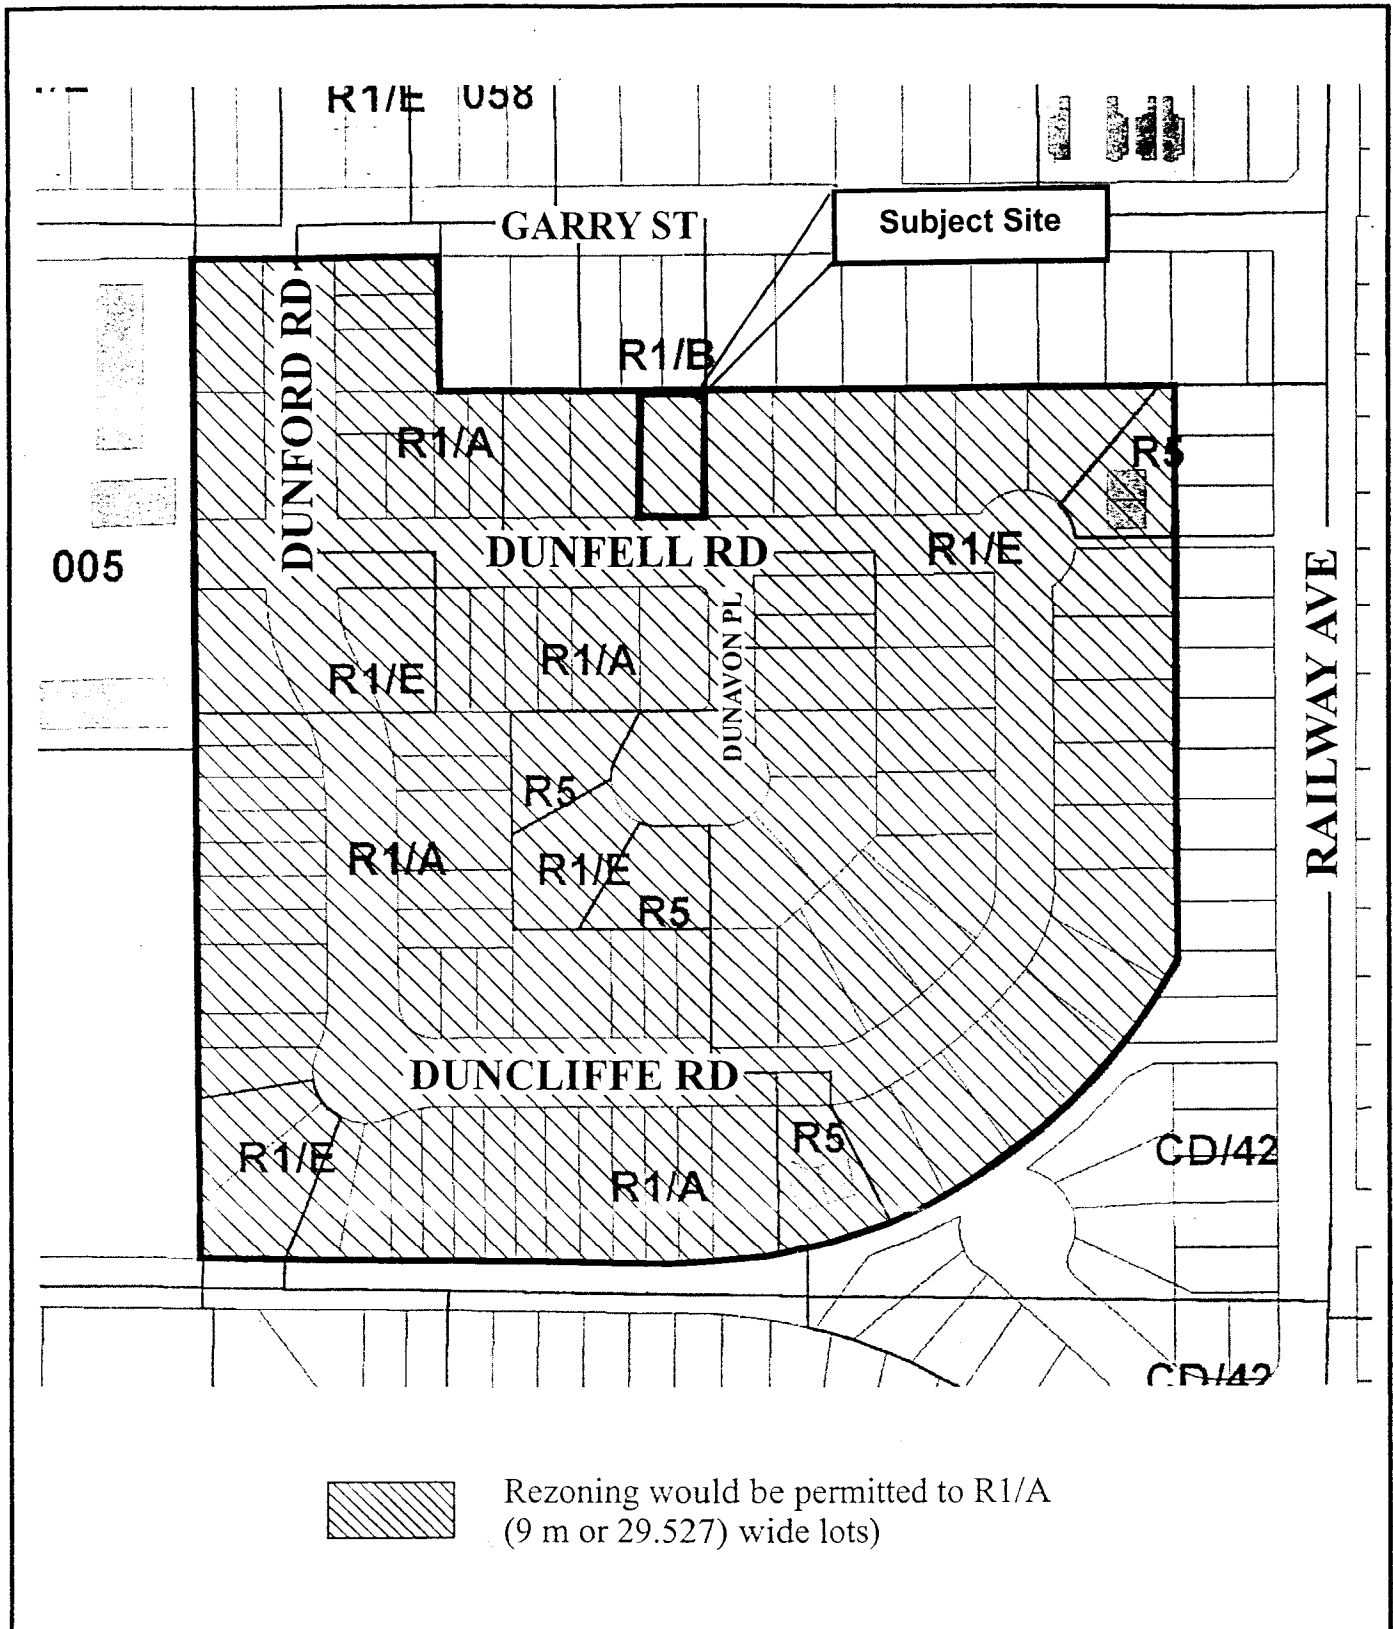 R1/E
058
GARRY ST
Subject Site
DUNFORD RD
R1/B
R1/A
R5
005
DUNFELL RD
R1/E
RAILWAY AVE
DUNAVON PL
R1/E
R1/A
R5
R1/A
R1/E
R5
DUNCLIFFE RD
R1/E
R5
R1/A
CD/42
CD/42
Rezoning would be permitted to R1/A
(9 m or 29.527) wide lots)